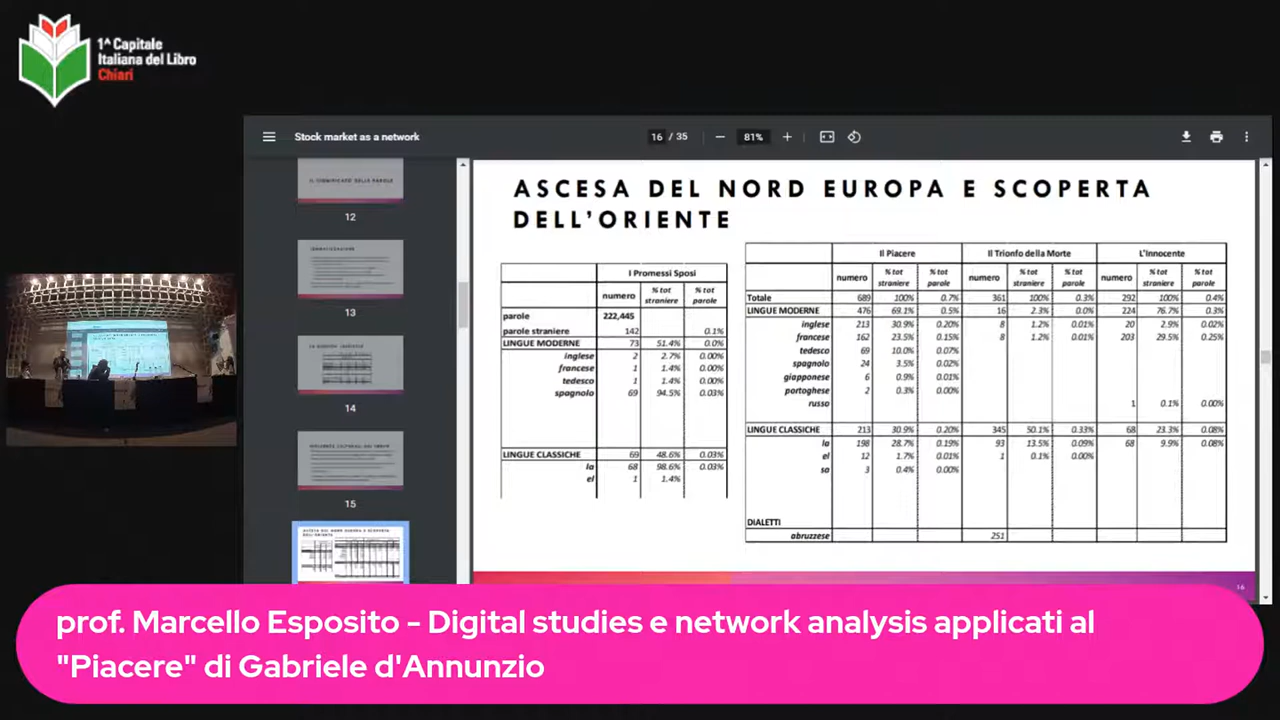 1^ Capitale
Italiana del Libro
Chiari
Stock market as a network
16 / 35
81%
IL SIGNIFICATO DELLE PAROLE
12
13
14
15
ASCESA DEL NORD EUROPA E SCOPERTA
DELL'ORIENTE
I Promessi Sposi
numero % tot straniere % tot parole
parole 222,445
parole straniere 142 0.1%
LINGUE MODERNE 73 51.4% 0.0%
inglese 2 2.7% 0.00%
francese 1 1.4% 0.00%
tedesco 1 1.4% 0.00%
spagnolo 69 94.5% 0.03%
LINGUE CLASSICHE 69 48.6% 0.03%
la 68 98.6% 0.03%
el 1 1.4%
Il Piacere Il Trionfo della Morte L'Innocente
numero % tot straniere % tot parole numero % tot straniere % tot parole numero % tot straniere % tot parole
Totale 689 100% 0.7% 361 100% 0.3% 292 100% 0.4%
LINGUE MODERNE 476 69.1% 0.5% 16 2.3% 0.0% 224 76.7% 0.3%
inglese 213 30.9% 0.20% 8 1.2% 0.01% 20 2.9% 0.02%
francese 162 23.5% 0.15% 8 1.2% 0.01% 203 29.5% 0.25%
tedesco 69 10.0% 0.07%
spagnolo 24 3.5% 0.02%
giapponese 6 0.9% 0.01%
portoghese 2 0.3% 0.00%
russo 1 0.1% 0.00%
LINGUE CLASSICHE 213 30.9% 0.20% 345 50.1% 0.33% 68 23.3% 0.08%
la 198 28.7% 0.19% 93 13.5% 0.09% 68 9.9% 0.08%
el 12 1.7% 0.01% 1 0.1% 0.00%
so 3 0.4% 0.00%
DIALETTI
abruzzese 251
16
prof. Marcello Esposito - Digital studies e network analysis applicati al
"Piacere" di Gabriele d'Annunzio